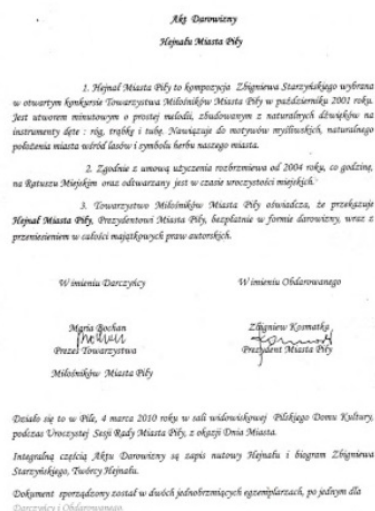 Akt Darowizny
Hejnału Miasta Piły
1. Hejnał Miasta Piły to kompozycja Zbigniewa Starzyńskiego wybrana
w otwartym konkursie Towarzystwa Miłośników Miasta Piły w październiku 2001 roku.
Jest utworem minutowym o prostej melodii, zbudowanym z naturalnych dźwięków na
instrumenty dęte : róg, trąbkę i tubę. Nawiązuje do motywów myśliwskich, naturalnego
położenia miasta wśród lasów i symbolu herbu naszego miasta.
2. Zgodnie z umową użyczenia rozbrzmiewa od 2004 roku, co godzinę,
na Ratuszu Miejskim oraz odtwarzany jest w czasie uroczystości miejskich.
3. Towarzystwo Miłośników Miasta Piły oświadcza, że przekazuje
Hejnał Miasta Piły, Prezydentowi Miasta Piły, bezpłatnie w formie darowizny, wraz z
przeniesieniem w całości majątkowych praw autorskich.
W imieniu Darczyńcy W imieniu Obdarowanego
Maria Bochan Zbigniew Kosmatka
Prezes Towarzystwa Prezydent Miasta Piły
Miłośników Miasta Piły
Działo się to w Pile, 4 marca 2010 roku w sali widowiskowej Pilskiego Domu Kultury,
podczas Uroczystej Sesji Rady Miasta Piły, z okazji Dnia Miasta.
Integralną częścią Aktu Darowizny są zapis nutowy Hejnału i biogram Zbigniewa
Starzyńskiego, Twórcy Hejnału.
Dokument sporządzony został w dwóch jednobrzmiących egzemplarzach, po jednym dla
Darczyńcy i Obdarowanego.